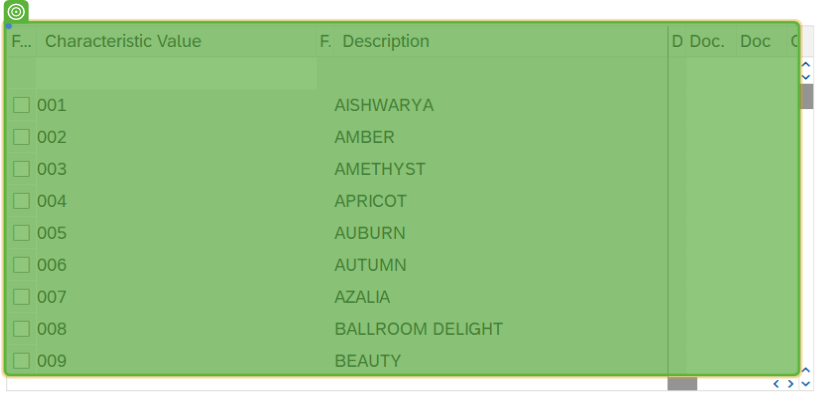 F... Characteristic Value F. Description D Doc. Doc
001 AISHWARYA
002 AMBER
003 AMETHYST
004 APRICOT
005 AUBURN
006 AUTUMN
007 AZALIA
008 BALLROOM DELIGHT
009 BEAUTY